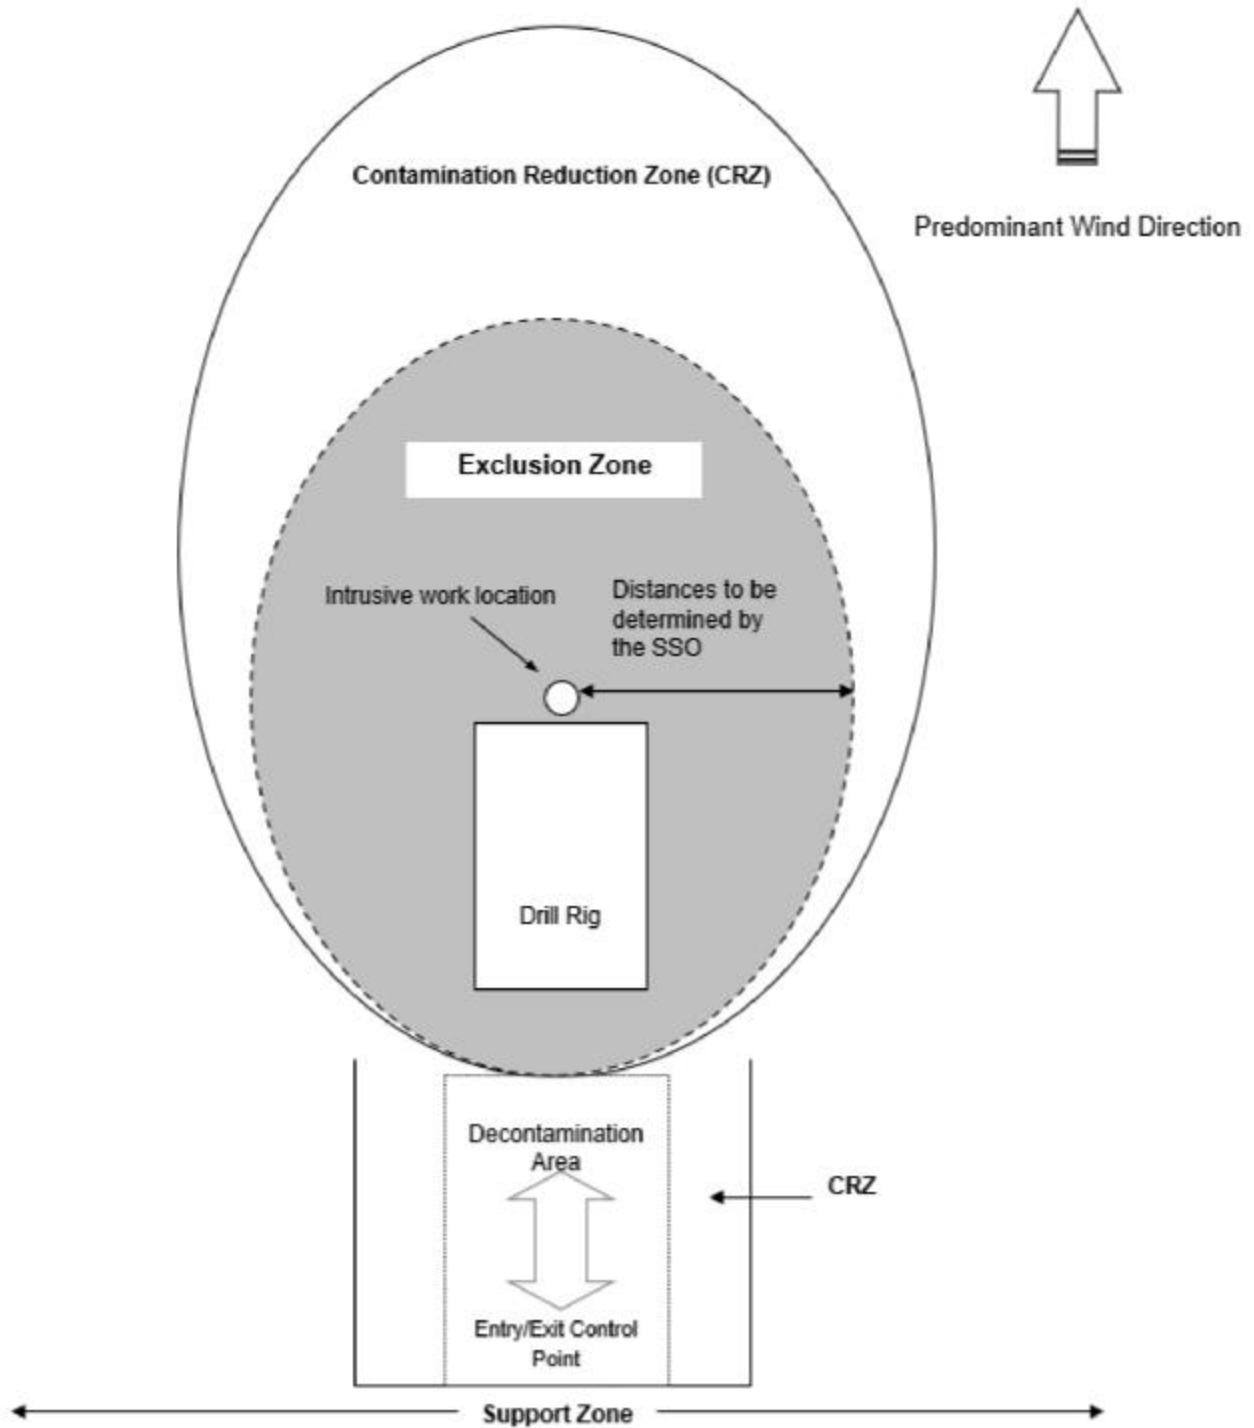 Contamination Reduction Zone (CRZ)
Predominant Wind Direction
Exclusion Zone
Intrusive work location
Distances to be
determined by
the SSO
Drill Rig
Decontamination
Area
CRZ
Entry/Exit Control
Point
Support Zone